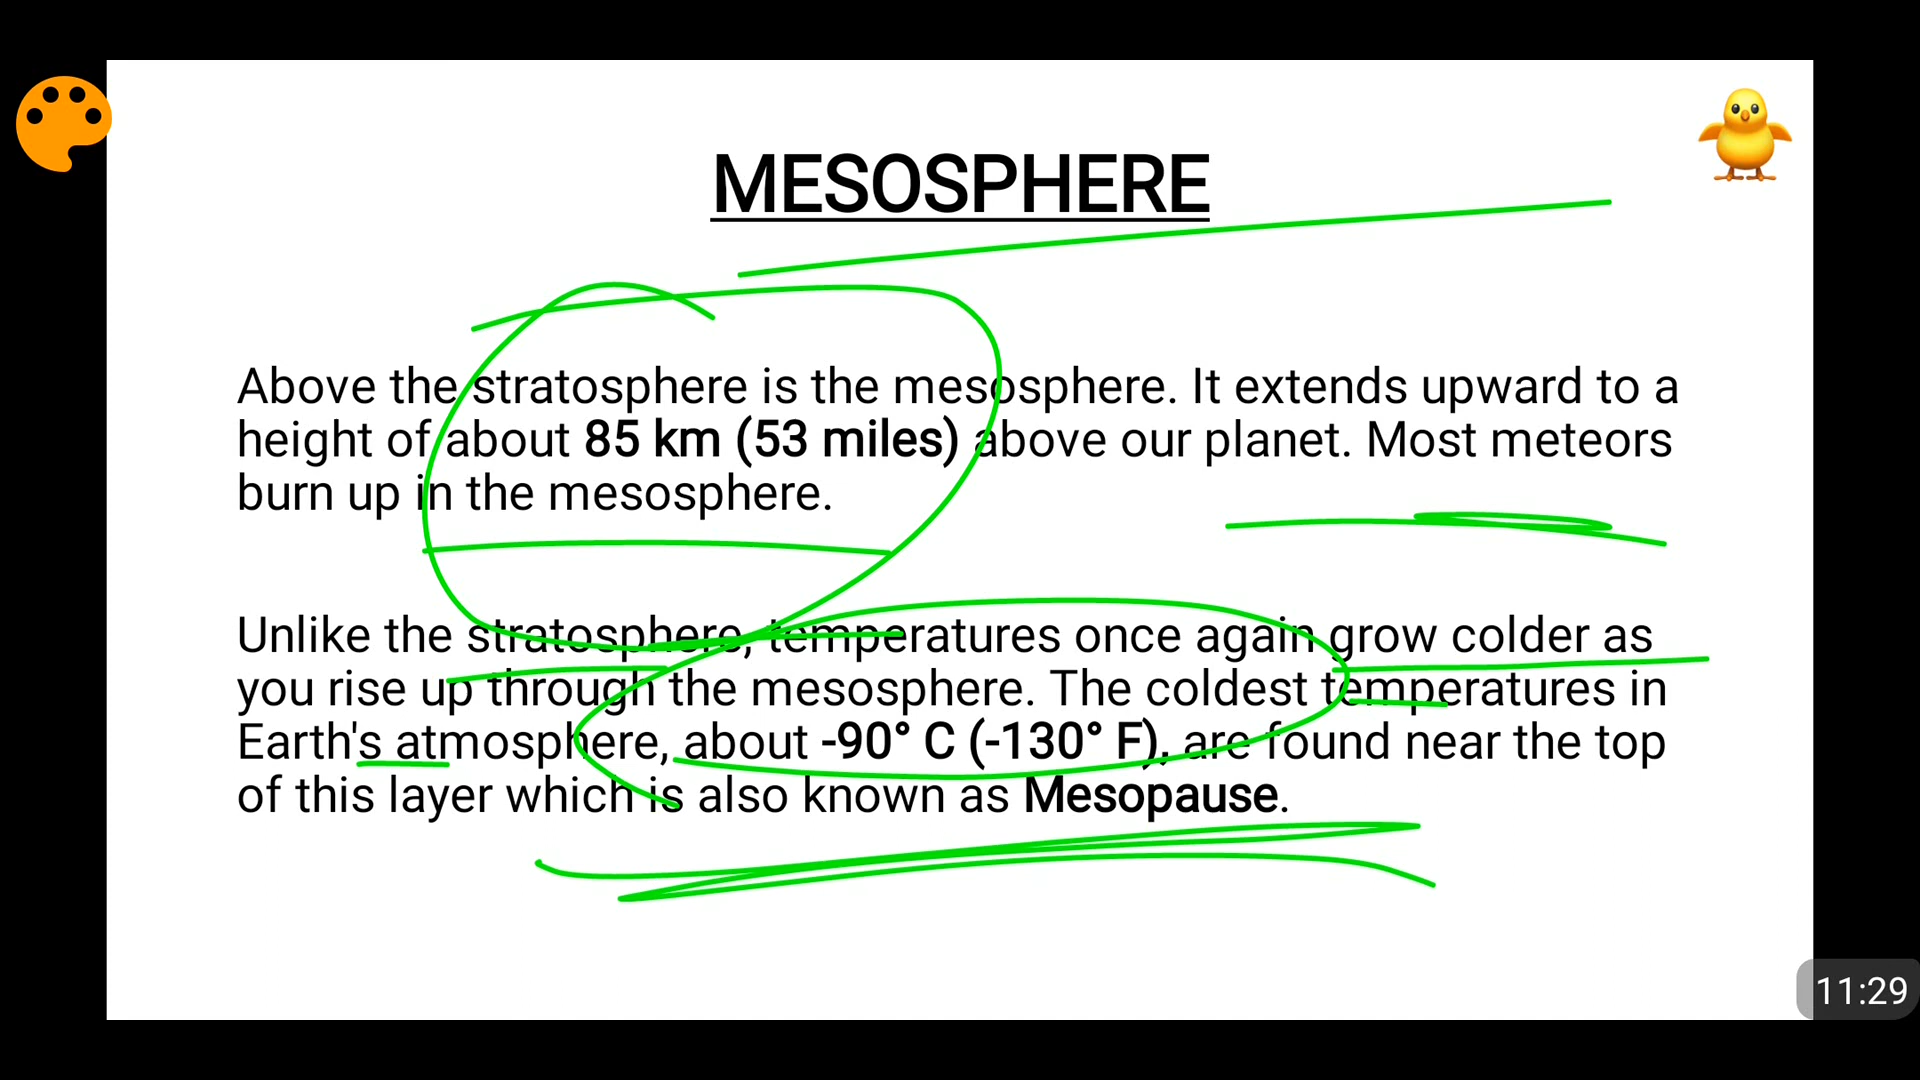 MESOSPHERE
Above the stratosphere is the mesosphere. It extends upward to a
height of about 85 km (53 miles) above our planet. Most meteors
burn up in the mesosphere.
Unlike the stratosphere, temperatures once again grow colder as
you rise up through the mesosphere. The coldest temperatures in
Earth's atmosphere, about -90° C (-130° F), are found near the top
of this layer which is also known as Mesopause.
11:29